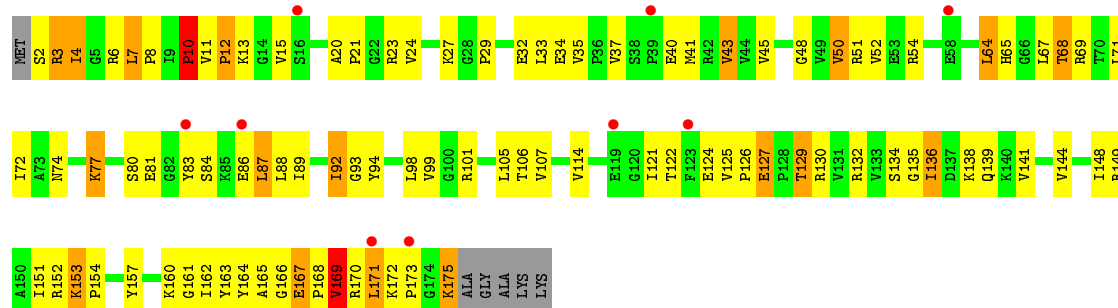 MET S2 R3 I4 G5 R6 L7 P8 I9 P10 V11 P12 K13 G14 V15 S16 A20 P21 G22 R23 V24 K27 G28 P29 E32 L33 E34 V35 P36 V37 S38 P39 E40 M41 R42 V43 V44 V45 G48 V49 V50 R51 V52 E53 R54 E58 L64 H65 G66 L67 T68 R69 T70 L71
I72 A73 N74 K77 S80 E81 G82 Y83 S84 K85 E86 L87 L88 I89 I92 G93 Y94 L98 V99 G100 R101 L105 T106 V107 V114 E119 G120 I121 T122 F123 E124 V125 P126 E127 P128 T129 R130 V131 R132 V133 S134 G135 I136 D137 K138 Q139 K140 V141 V144 I148 R149
A150 I151 R152 K153 P154 Y157 K160 G161 I162 Y163 Y164 A165 G166 E167 P168 V169 R170 L171 K172 P173 G174 K175 ALA GLY ALA LYS LYS